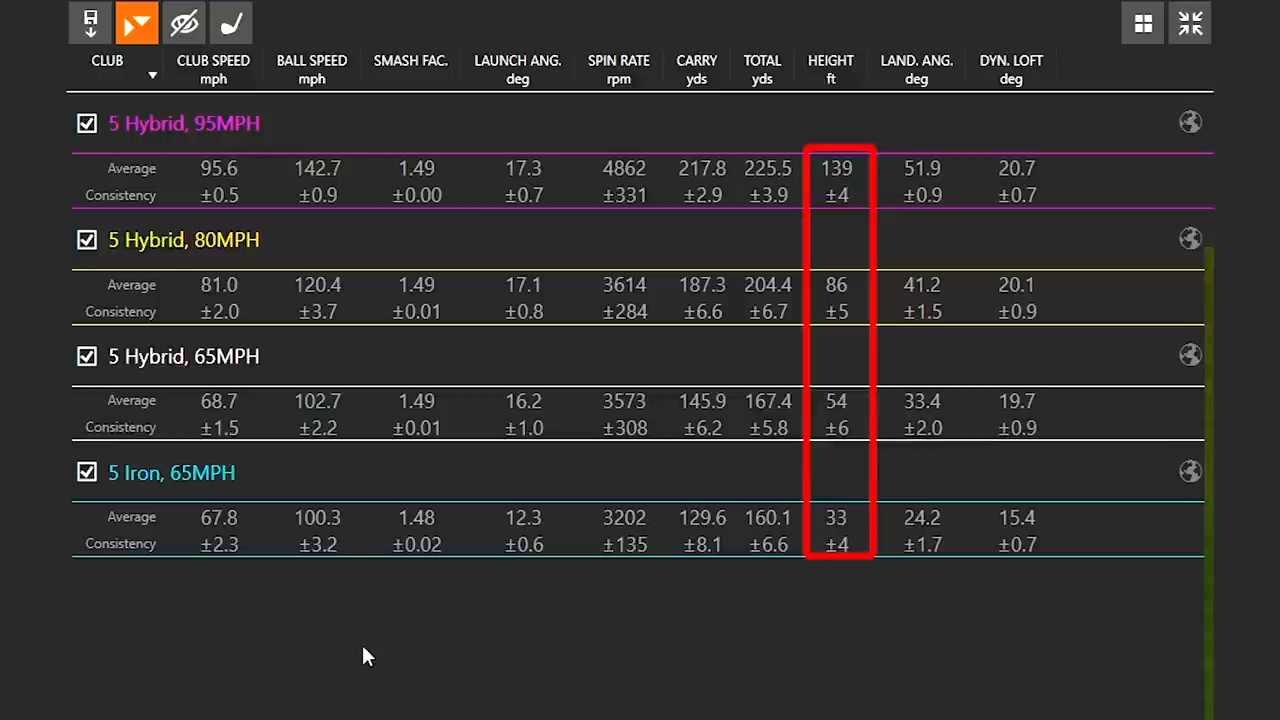 CLUB CLUB SPEED BALL SPEED SMASH FAC. LAUNCH ANG. SPIN RATE CARRY TOTAL HEIGHT LAND. ANG. DYN. LOFT
mph mph deg rpm yds yds ft deg deg
5 Hybrid, 95MPH
Average 95.6 142.7 1.49 17.3 4862 217.8 225.5 139 51.9 20.7
Consistency ±0.5 ±0.9 ±0.00 ±0.7 ±331 ±2.9 ±3.9 ±4 ±0.9 ±0.7
5 Hybrid, 80MPH
Average 81.0 120.4 1.49 17.1 3614 187.3 204.4 86 41.2 20.1
Consistency ±2.0 ±3.7 ±0.01 ±0.8 ±284 ±6.6 ±6.7 ±5 ±1.5 ±0.9
5 Hybrid, 65MPH
Average 68.7 102.7 1.49 16.2 3573 145.9 167.4 54 33.4 19.7
Consistency ±1.5 ±2.2 ±0.01 ±1.0 ±308 ±6.2 ±5.8 ±6 ±2.0 ±0.9
5 Iron, 65MPH
Average 67.8 100.3 1.48 12.3 3202 129.6 160.1 33 24.2 15.4
Consistency ±2.3 ±3.2 ±0.02 ±0.6 ±135 ±8.1 ±6.6 ±4 ±1.7 ±0.7